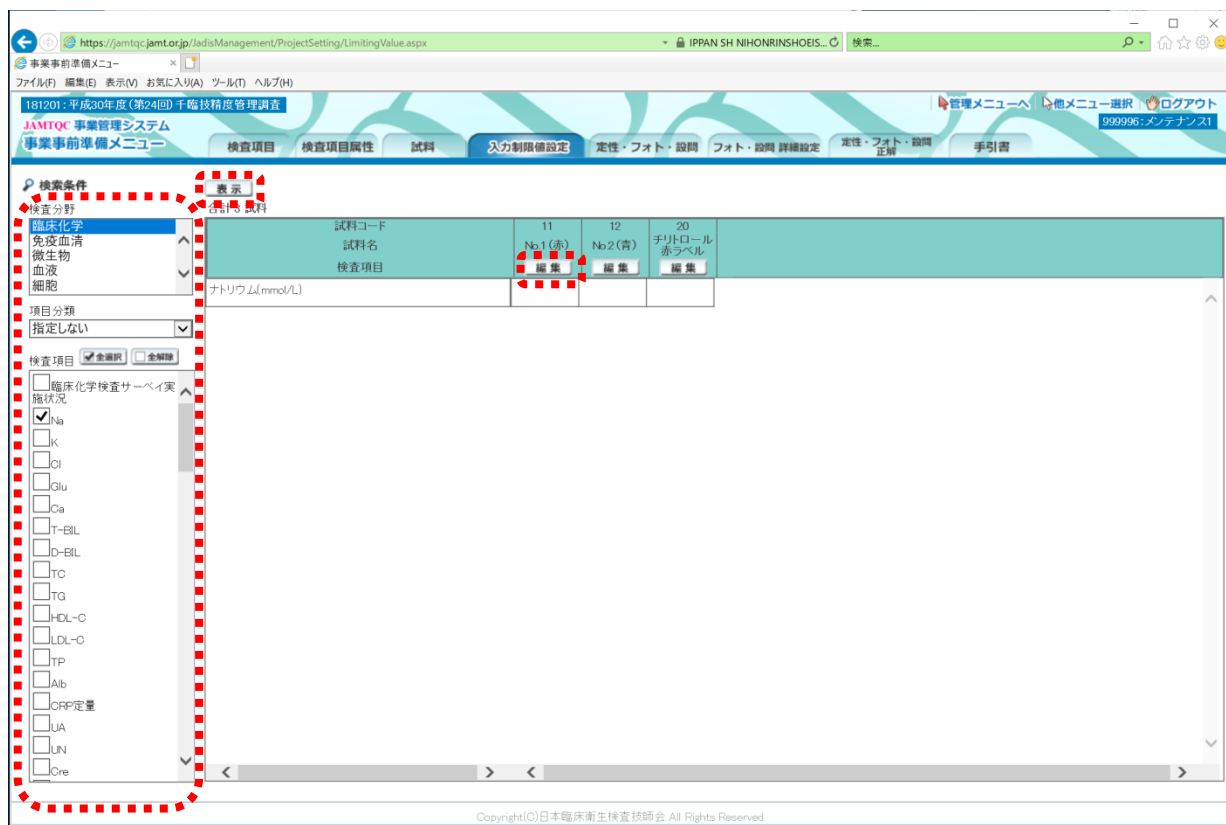 https://jamtqc.jamt.or.jp/JadisManagement/ProjectSetting/LimitingValue.aspx
IPPAN SH NIHONRINSHOEIS...
検索...
事業事前準備メニュー
ファイル(F) 編集(E) 表示(V) お気に入り(A) ツール(T) ヘルプ(H)
181201:平成30年度(第24回)千臨技精度管理調査
管理メニューへ 他メニュー選択 ログアウト
JAMTQC 事業管理システム
999996:メンテナンス1
事業事前準備メニュー
検査項目 検査項目属性 試料 入力制限値設定 定性・フォト・設問 フォト・設問 詳細設定 定性・フォト・設問 正解 手引書
検索条件
表示
検査分野
合計 3 試料
臨床化学
免疫血清
微生物
血液
細胞
項目分類
指定しない
検査項目 全選択 全解除
臨床化学検査サーベイ実
施状況
Na
K
Cl
Glu
Ca
T-BIL
D-BIL
TC
TG
HDL-C
LDL-C
TP
Alb
CRP定量
UA
UN
Cre
試料コード 11 12 20
試料名 No.1(赤) No.2(青) チリトロール
赤ラベル
検査項目 編集 編集 編集
ナトリウム(mmol/L)
Copyright(C)日本臨床衛生検査技師会 All Rights Reserved.